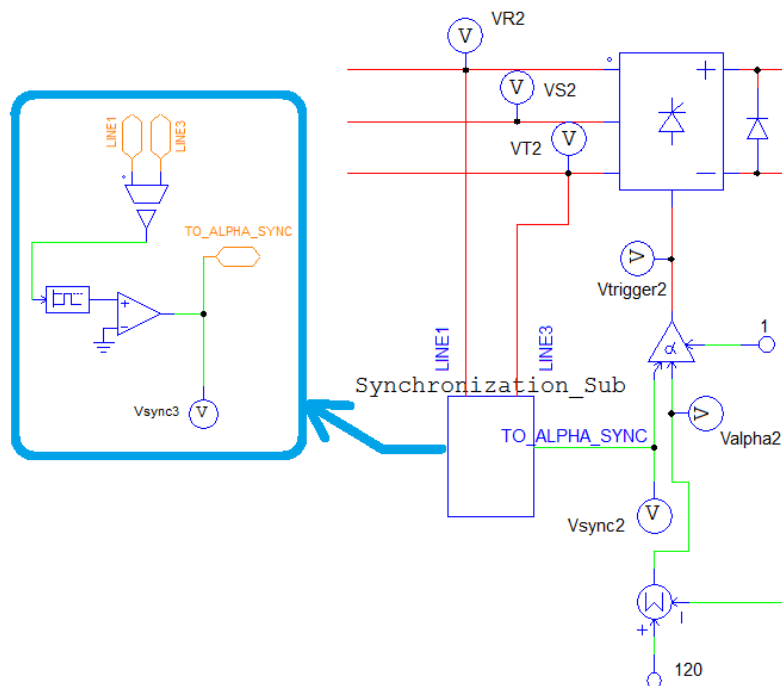 VR2
V
VS2
V
VT2
V
LINE1
LINE3
TO_ALPHA_SYNC
Vsync3
V
+
−
V
Vtrigger2
1
α
LINE1
LINE3
Synchronization_Sub
TO_ALPHA_SYNC
V
Valpha2
Vsync2
V
+
-
120